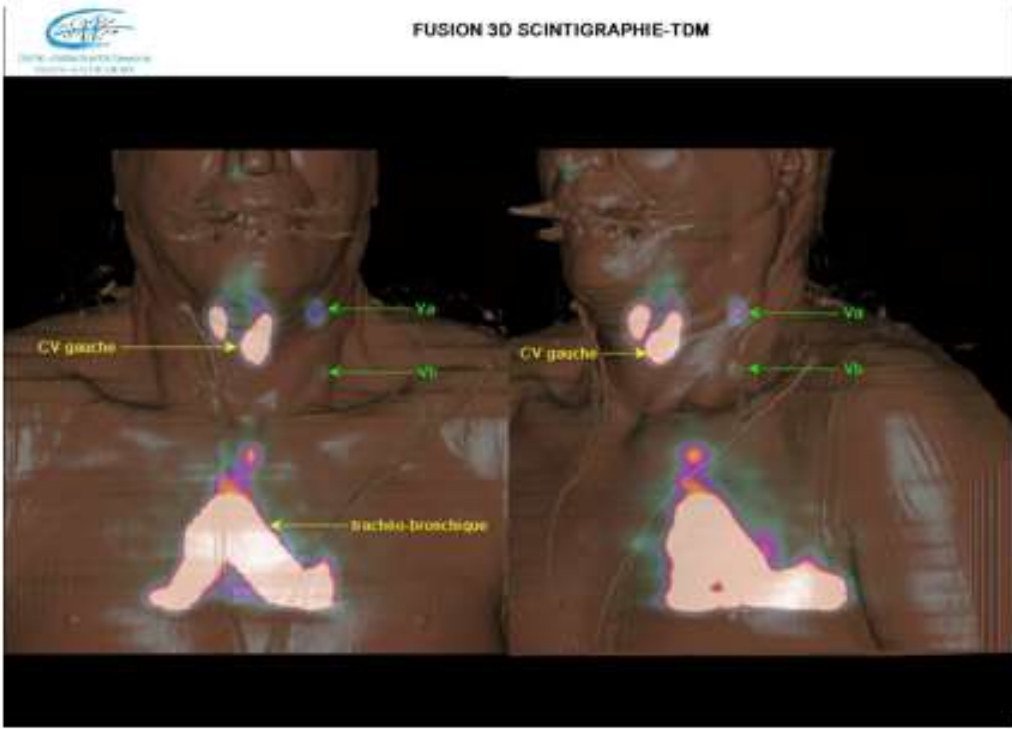 FUSION 3D SCINTIGRAPHIE-TDM
Va
CV gauche
Vb
trachéo-bronchique
Va
CV gauche
Vb